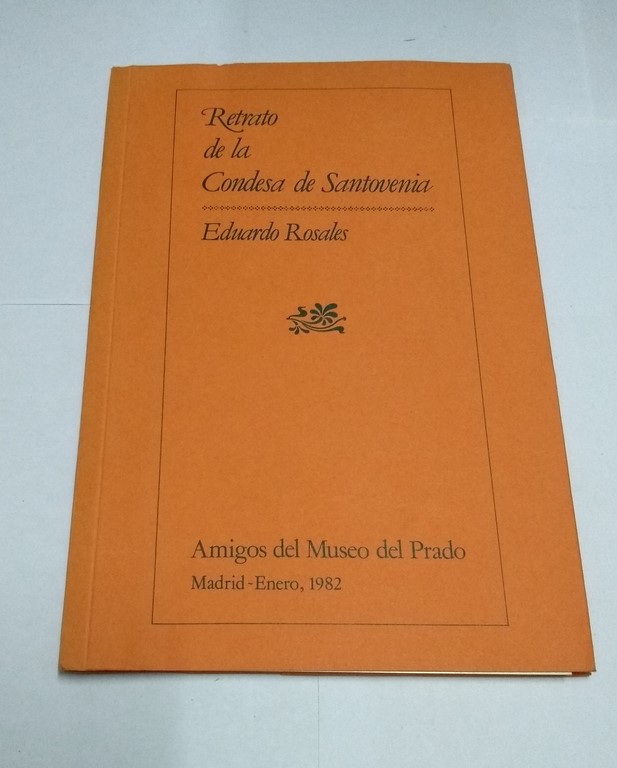 Retrato
de la
Condesa de Santovenia
Eduardo Rosales
Amigos del Museo del Prado
Madrid-Enero, 1982